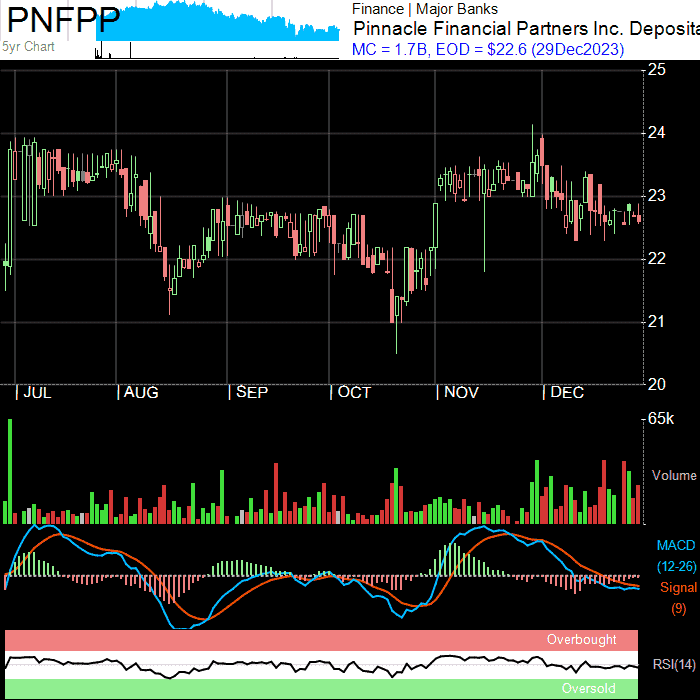 PNFPP
5yr Chart
Finance | Major Banks
Pinnacle Financial Partners Inc. Deposita
MC = 1.7B, EOD = $22.6 (29Dec2023)
25
24
23
22
21
20
JUL
AUG
SEP
OCT
NOV
DEC
65k
Volume
MACD
(12-26)
Signal
(9)
Overbought
RSI(14)
Oversold